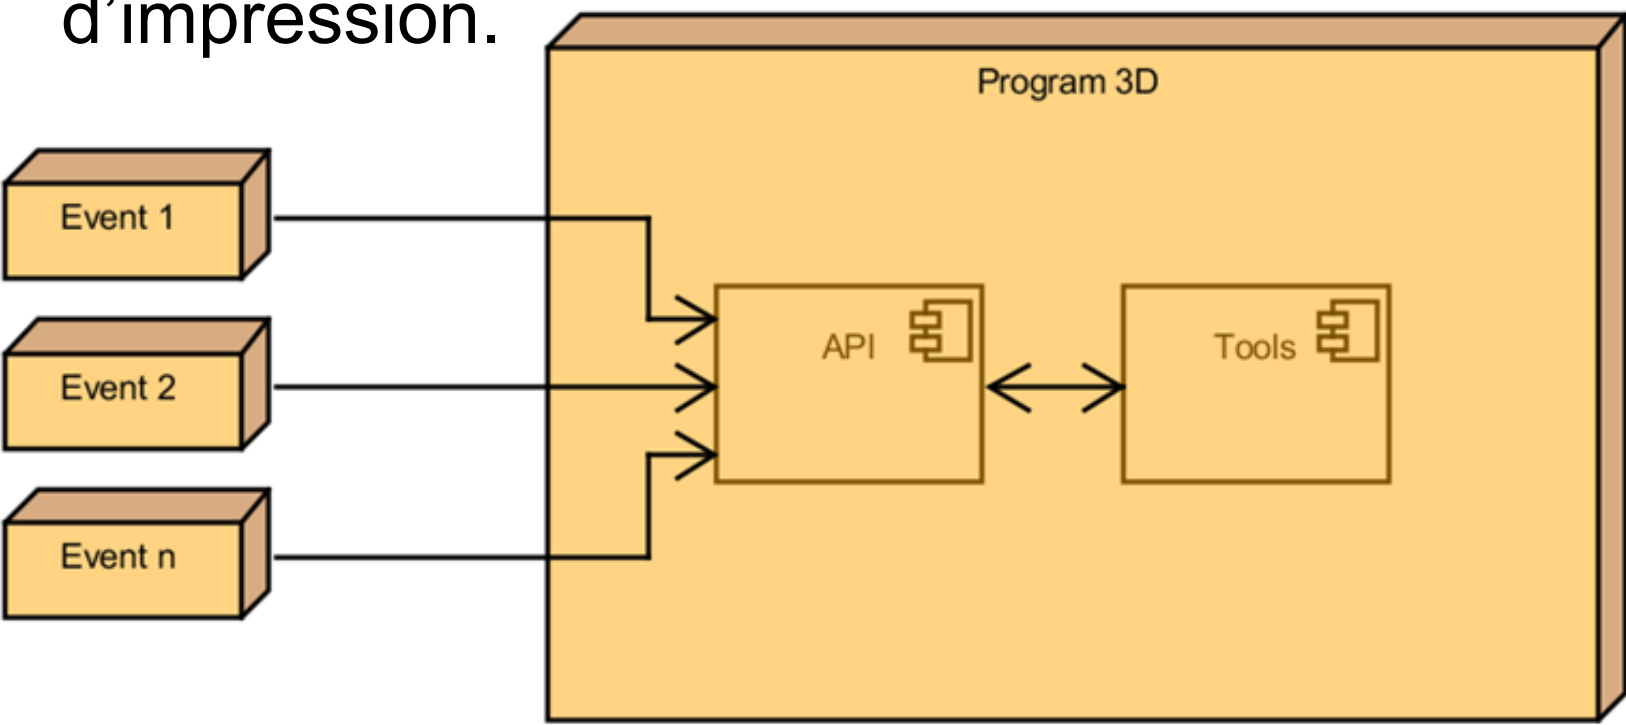 d’impression.
Program 3D
Event 1
API
Tools
Event 2
Event n